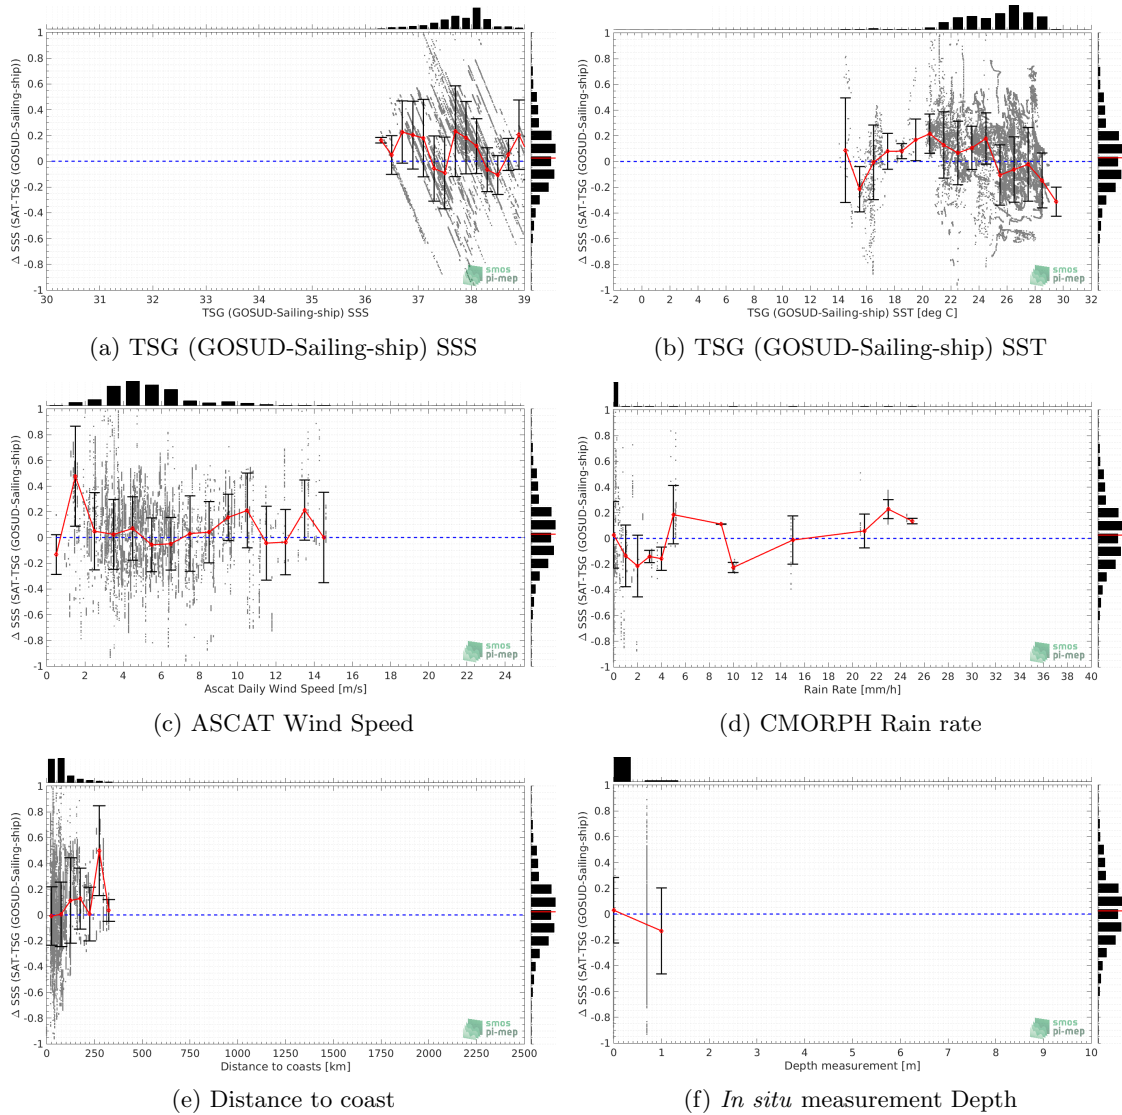 Δ SSS (SAT-TSG (GOSUD-Sailing-ship))
1
0.8
0.6
0.4
0.2
0
-0.2
-0.4
-0.6
-0.8
-1
smos
pi-mep
30 31 32 33 34 35 36 37 38 39
TSG (GOSUD-Sailing-ship) SSS
(a) TSG (GOSUD-Sailing-ship) SSS
Δ SSS (SAT-TSG (GOSUD-Sailing-ship))
1
0.8
0.6
0.4
0.2
0
-0.2
-0.4
-0.6
-0.8
-1
smos
pi-mep
-2 0 2 4 6 8 10 12 14 16 18 20 22 24 26 28 30 32
TSG (GOSUD-Sailing-ship) SST [deg C]
(b) TSG (GOSUD-Sailing-ship) SST
Δ SSS (SAT-TSG (GOSUD-Sailing-ship))
1
0.8
0.6
0.4
0.2
0
-0.2
-0.4
-0.6
-0.8
-1
smos
pi-mep
0 2 4 6 8 10 12 14 16 18 20 22 24
Ascat Daily Wind Speed [m/s]
(c) ASCAT Wind Speed
Δ SSS (SAT-TSG (GOSUD-Sailing-ship))
1
0.8
0.6
0.4
0.2
0
-0.2
-0.4
-0.6
-0.8
-1
smos
pi-mep
0 2 4 6 8 10 12 14 16 18 20 22 24 26 28 30 32 34 36 38 40
Rain Rate [mm/h]
(d) CMORPH Rain rate
Δ SSS (SAT-TSG (GOSUD-Sailing-ship))
1
0.8
0.6
0.4
0.2
0
-0.2
-0.4
-0.6
-0.8
-1
smos
pi-mep
0 250 500 750 1000 1250 1500 1750 2000 2250 2500
Distance to coasts [km]
(e) Distance to coast
Δ SSS (SAT-TSG (GOSUD-Sailing-ship))
1
0.8
0.6
0.4
0.2
0
-0.2
-0.4
-0.6
-0.8
-1
smos
pi-mep
0 1 2 3 4 5 6 7 8 9 10
Depth measurement [m]
(f) In situ measurement Depth